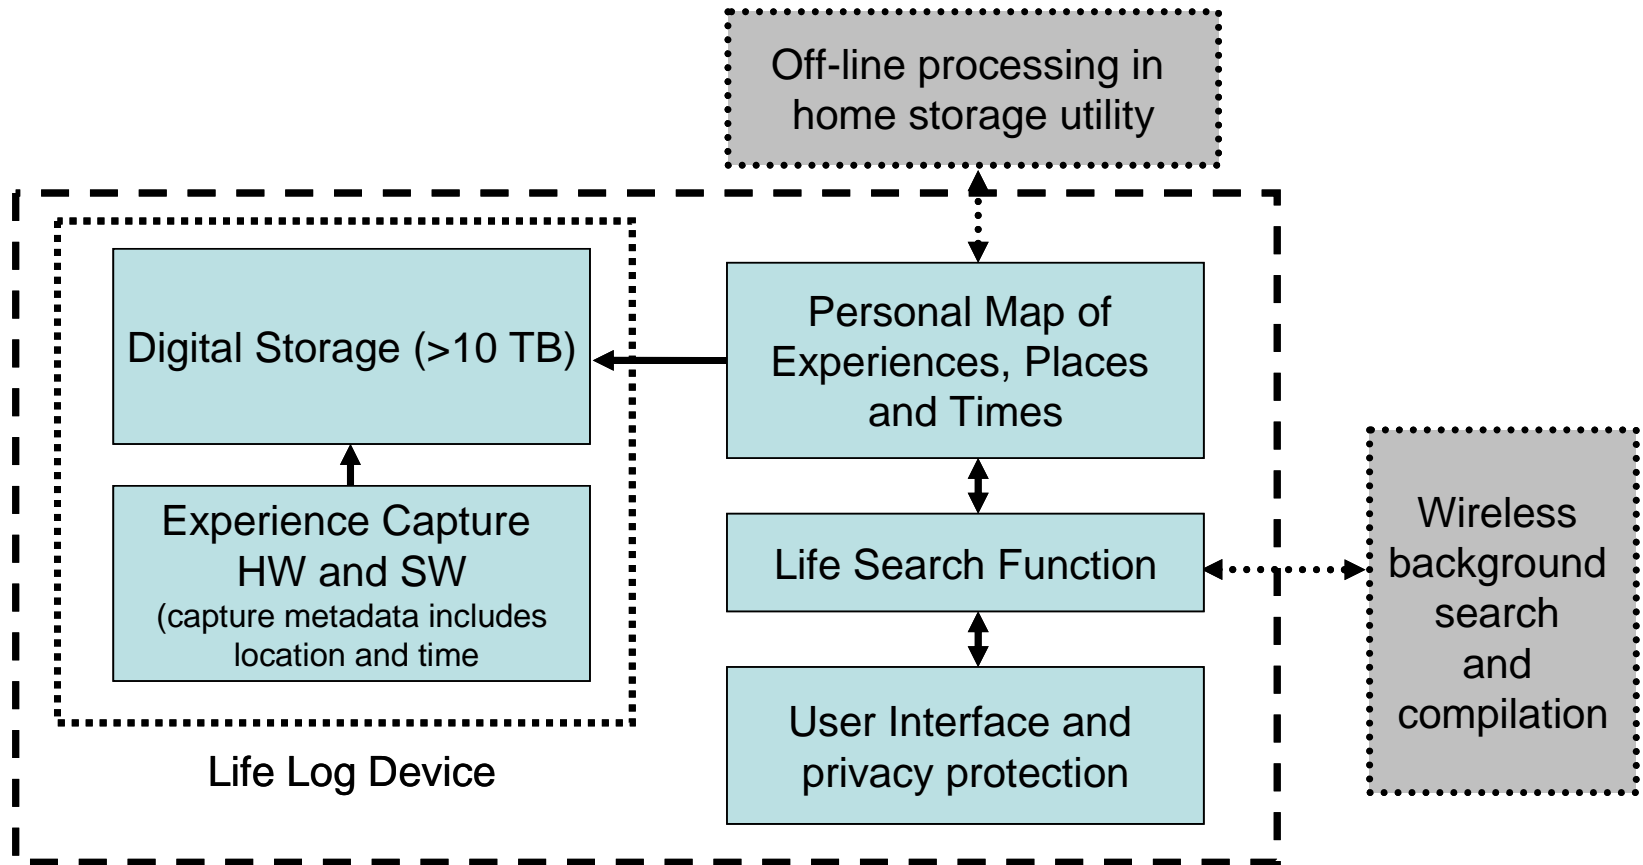 Off-line processing in
home storage utility
Digital Storage (>10 TB)
Experience Capture
HW and SW
(capture metadata includes
location and time
Life Log Device
Personal Map of
Experiences, Places
and Times
Life Search Function
User Interface and
privacy protection
Wireless
background
search
and
compilation